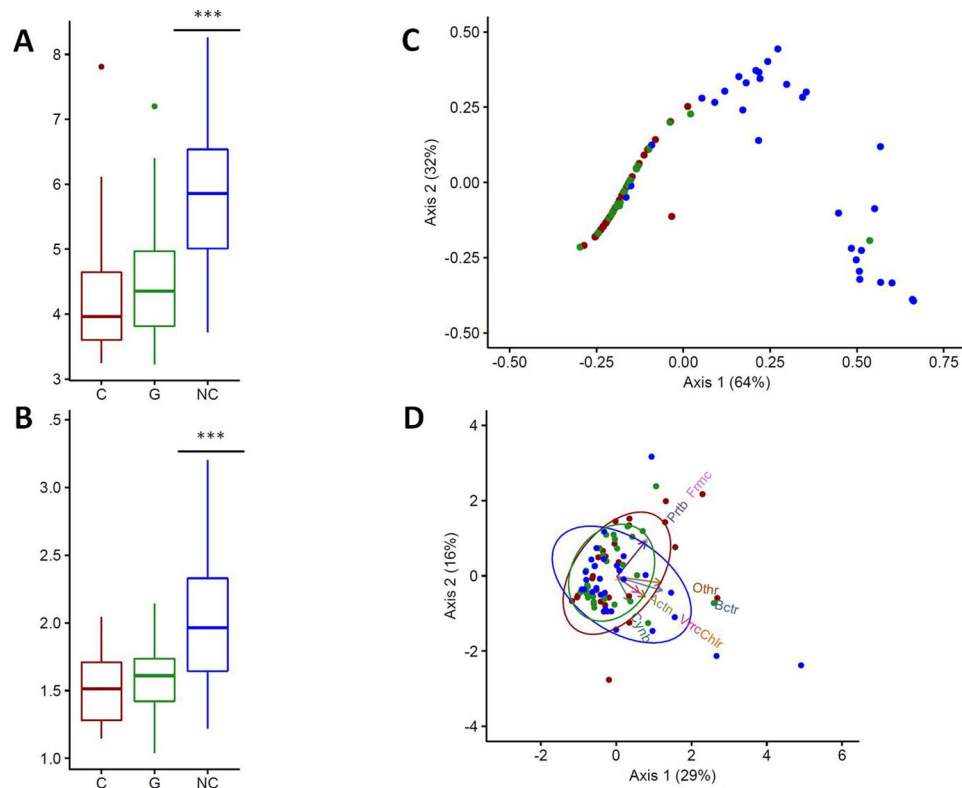 A
***
8
7
6
5
4
3
C G NC
B
***
.5
3.0
2.5
2.0
1.5
1.0
C G NC
C
0.50
0.25
0.00
-0.25
-0.50
Axis 2 (32%)
-0.50 -0.25 0.00 0.25 0.50 0.75
Axis 1 (64%)
D
4
2
0
-2
-4
Axis 2 (16%)
Frmc
Prtb
Othr
Bctr
Actn
Vrrc
Chlr
Cynb
-2 0 2 4 6
Axis 1 (29%)